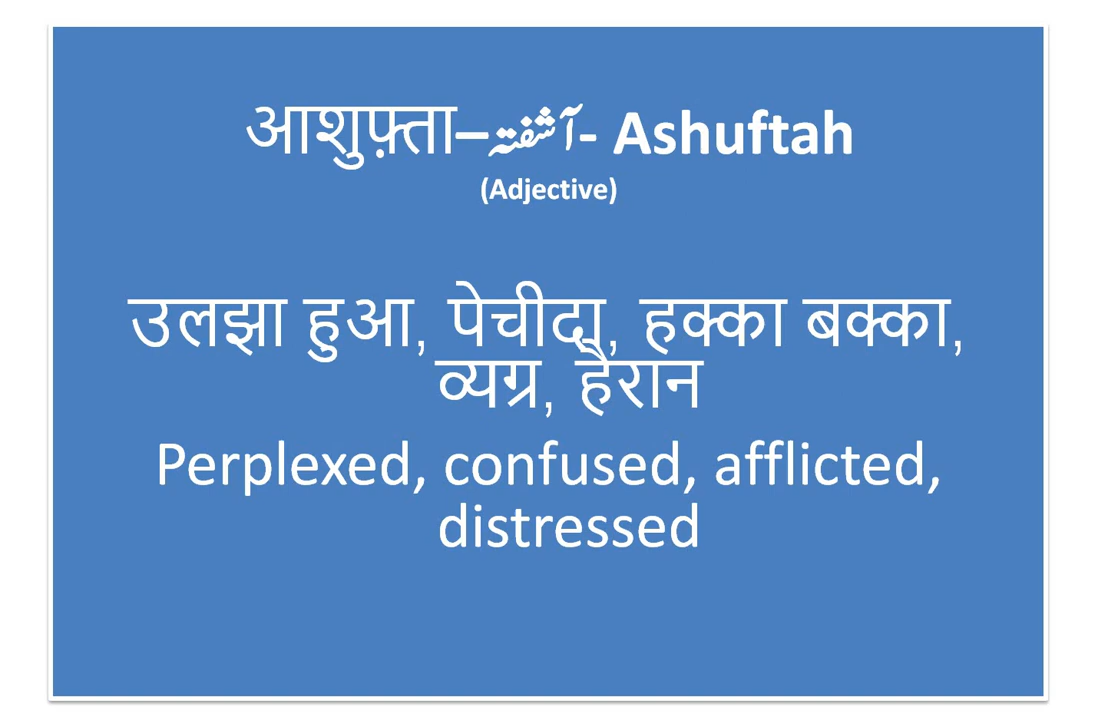 आशुफ़्ता–آشفتہ- Ashuftah
(Adjective)
उलझा हुआ, पेचीदा, हक्का बक्का,
व्यग्र, हैरान
Perplexed, confused, afflicted,
distressed